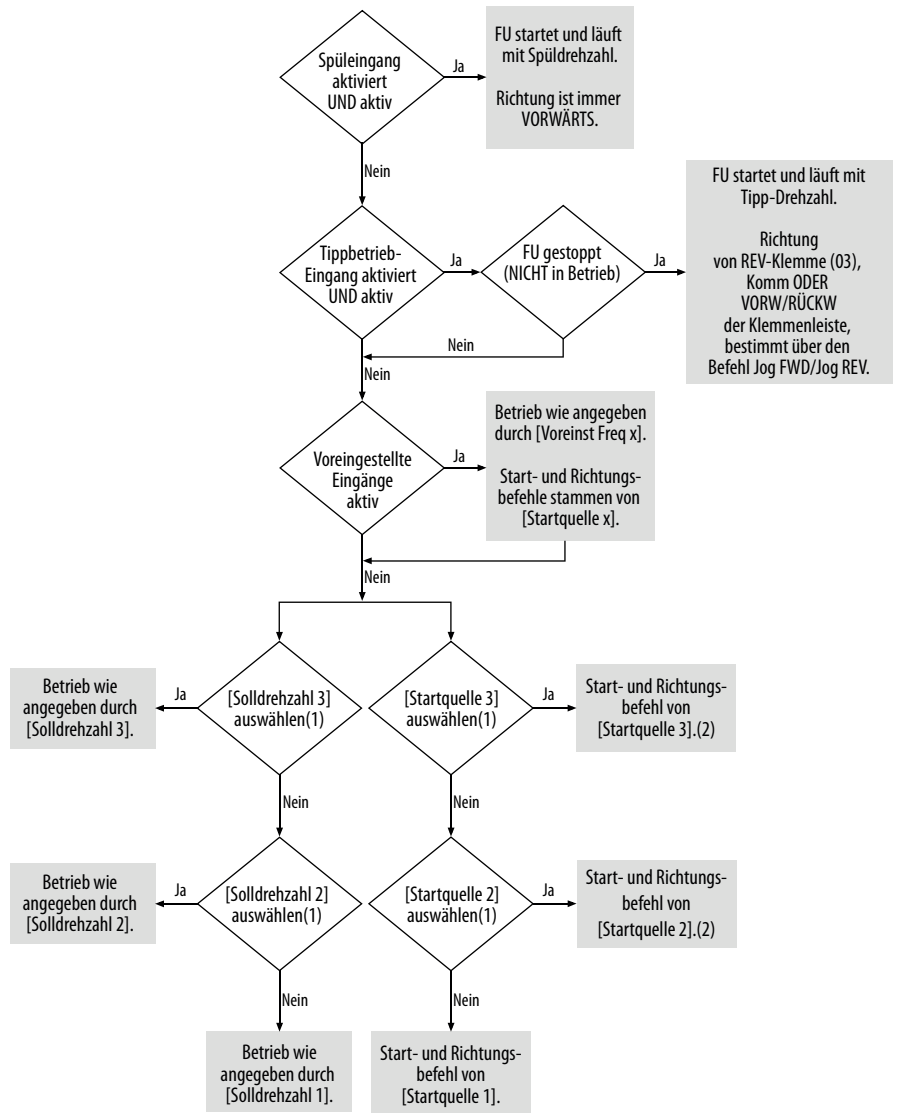 Spüleingang
aktiviert
UND aktiv
Ja
FU startet und läuft
mit Spüldrehzahl.
Richtung ist immer
VORWÄRTS.
Nein
Tippbetrieb-
Eingang aktiviert
UND aktiv
Ja
FU gestoppt
(NICHT in Betrieb)
Ja
FU startet und läuft mit
Tipp-Drehzahl.
Richtung
von REV-Klemme (03),
Komm ODER
VORW/RÜCKW
der Klemmenleiste,
bestimmt über den
Befehl Jog FWD/Jog REV.
Nein
Nein
Voreingestellte
Eingänge
aktiv
Ja
Betrieb wie angegeben
durch [Voreinst Freq x].
Start- und Richtungs-
befehle stammen von
[Startquelle x].
Nein
[Solldrehzahl 3]
auswählen(1)
Ja
Betrieb wie
angegeben durch
[Solldrehzahl 3].
[Startquelle 3]
auswählen(1)
Ja
Start- und Richtungs-
befehl von
[Startquelle 3].(2)
Nein
Nein
[Solldrehzahl 2]
auswählen(1)
Ja
Betrieb wie
angegeben durch
[Solldrehzahl 2].
[Startquelle 2]
auswählen(1)
Ja
Start- und Richtungs-
befehl von
[Startquelle 2].(2)
Nein
Nein
Betrieb wie
angegeben durch
[Solldrehzahl 1].
Start- und Richtungs-
befehl von
[Startquelle 1].